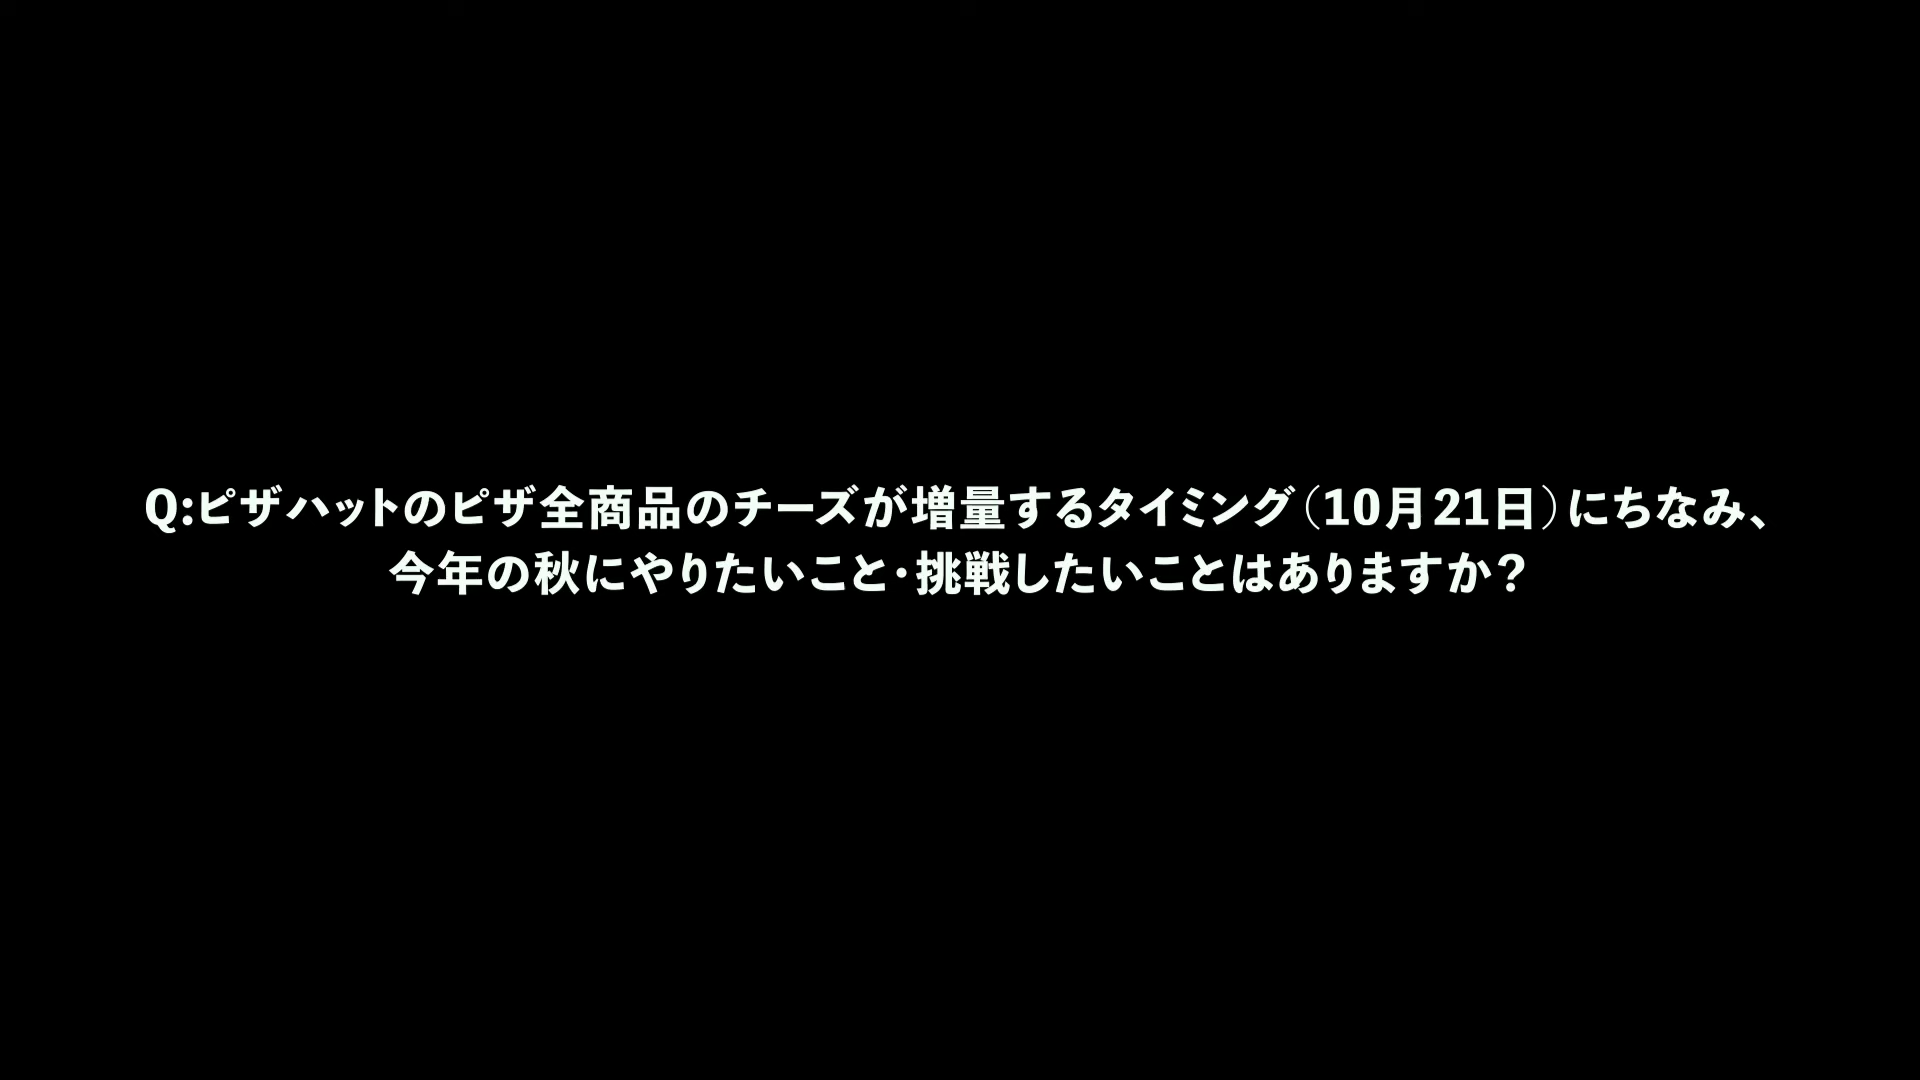 Q:ピザハットのピザ全商品のチーズが増量するタイミング（10月21日）にちなみ、
今年の秋にやりたいこと・挑戦したいことはありますか？